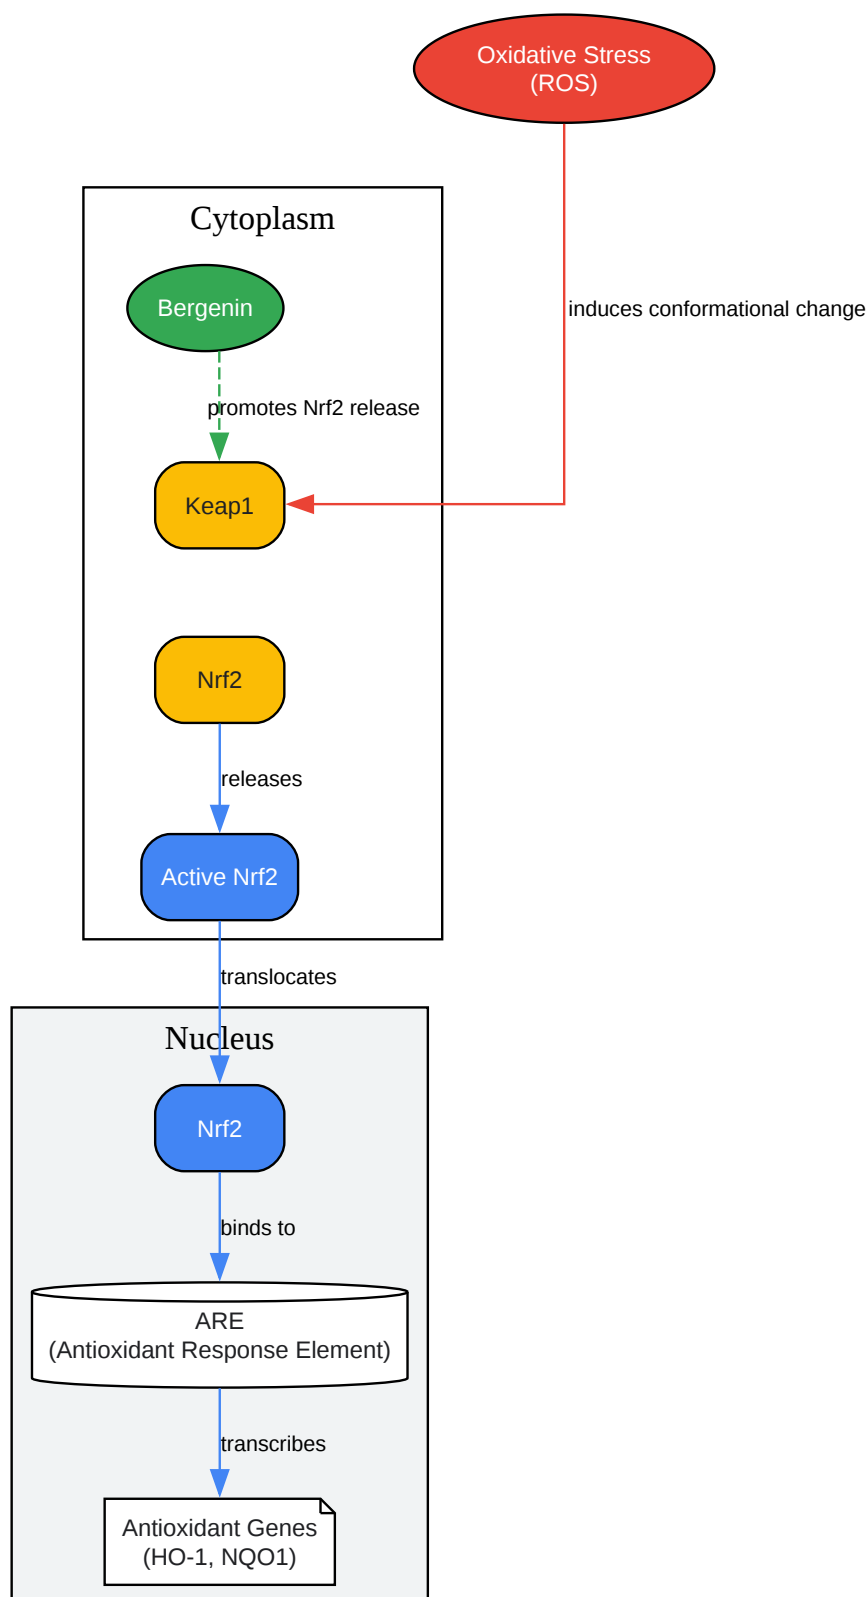 Oxidative Stress
(ROS)
Cytoplasm
Bergenin
induces conformational change
promotes Nrf2 release
Keap1
Nrf2
releases
Active Nrf2
translocates
Nucleus
Nrf2
binds to
ARE
(Antioxidant Response Element)
transcribes
Antioxidant Genes
(HO-1, NQO1)